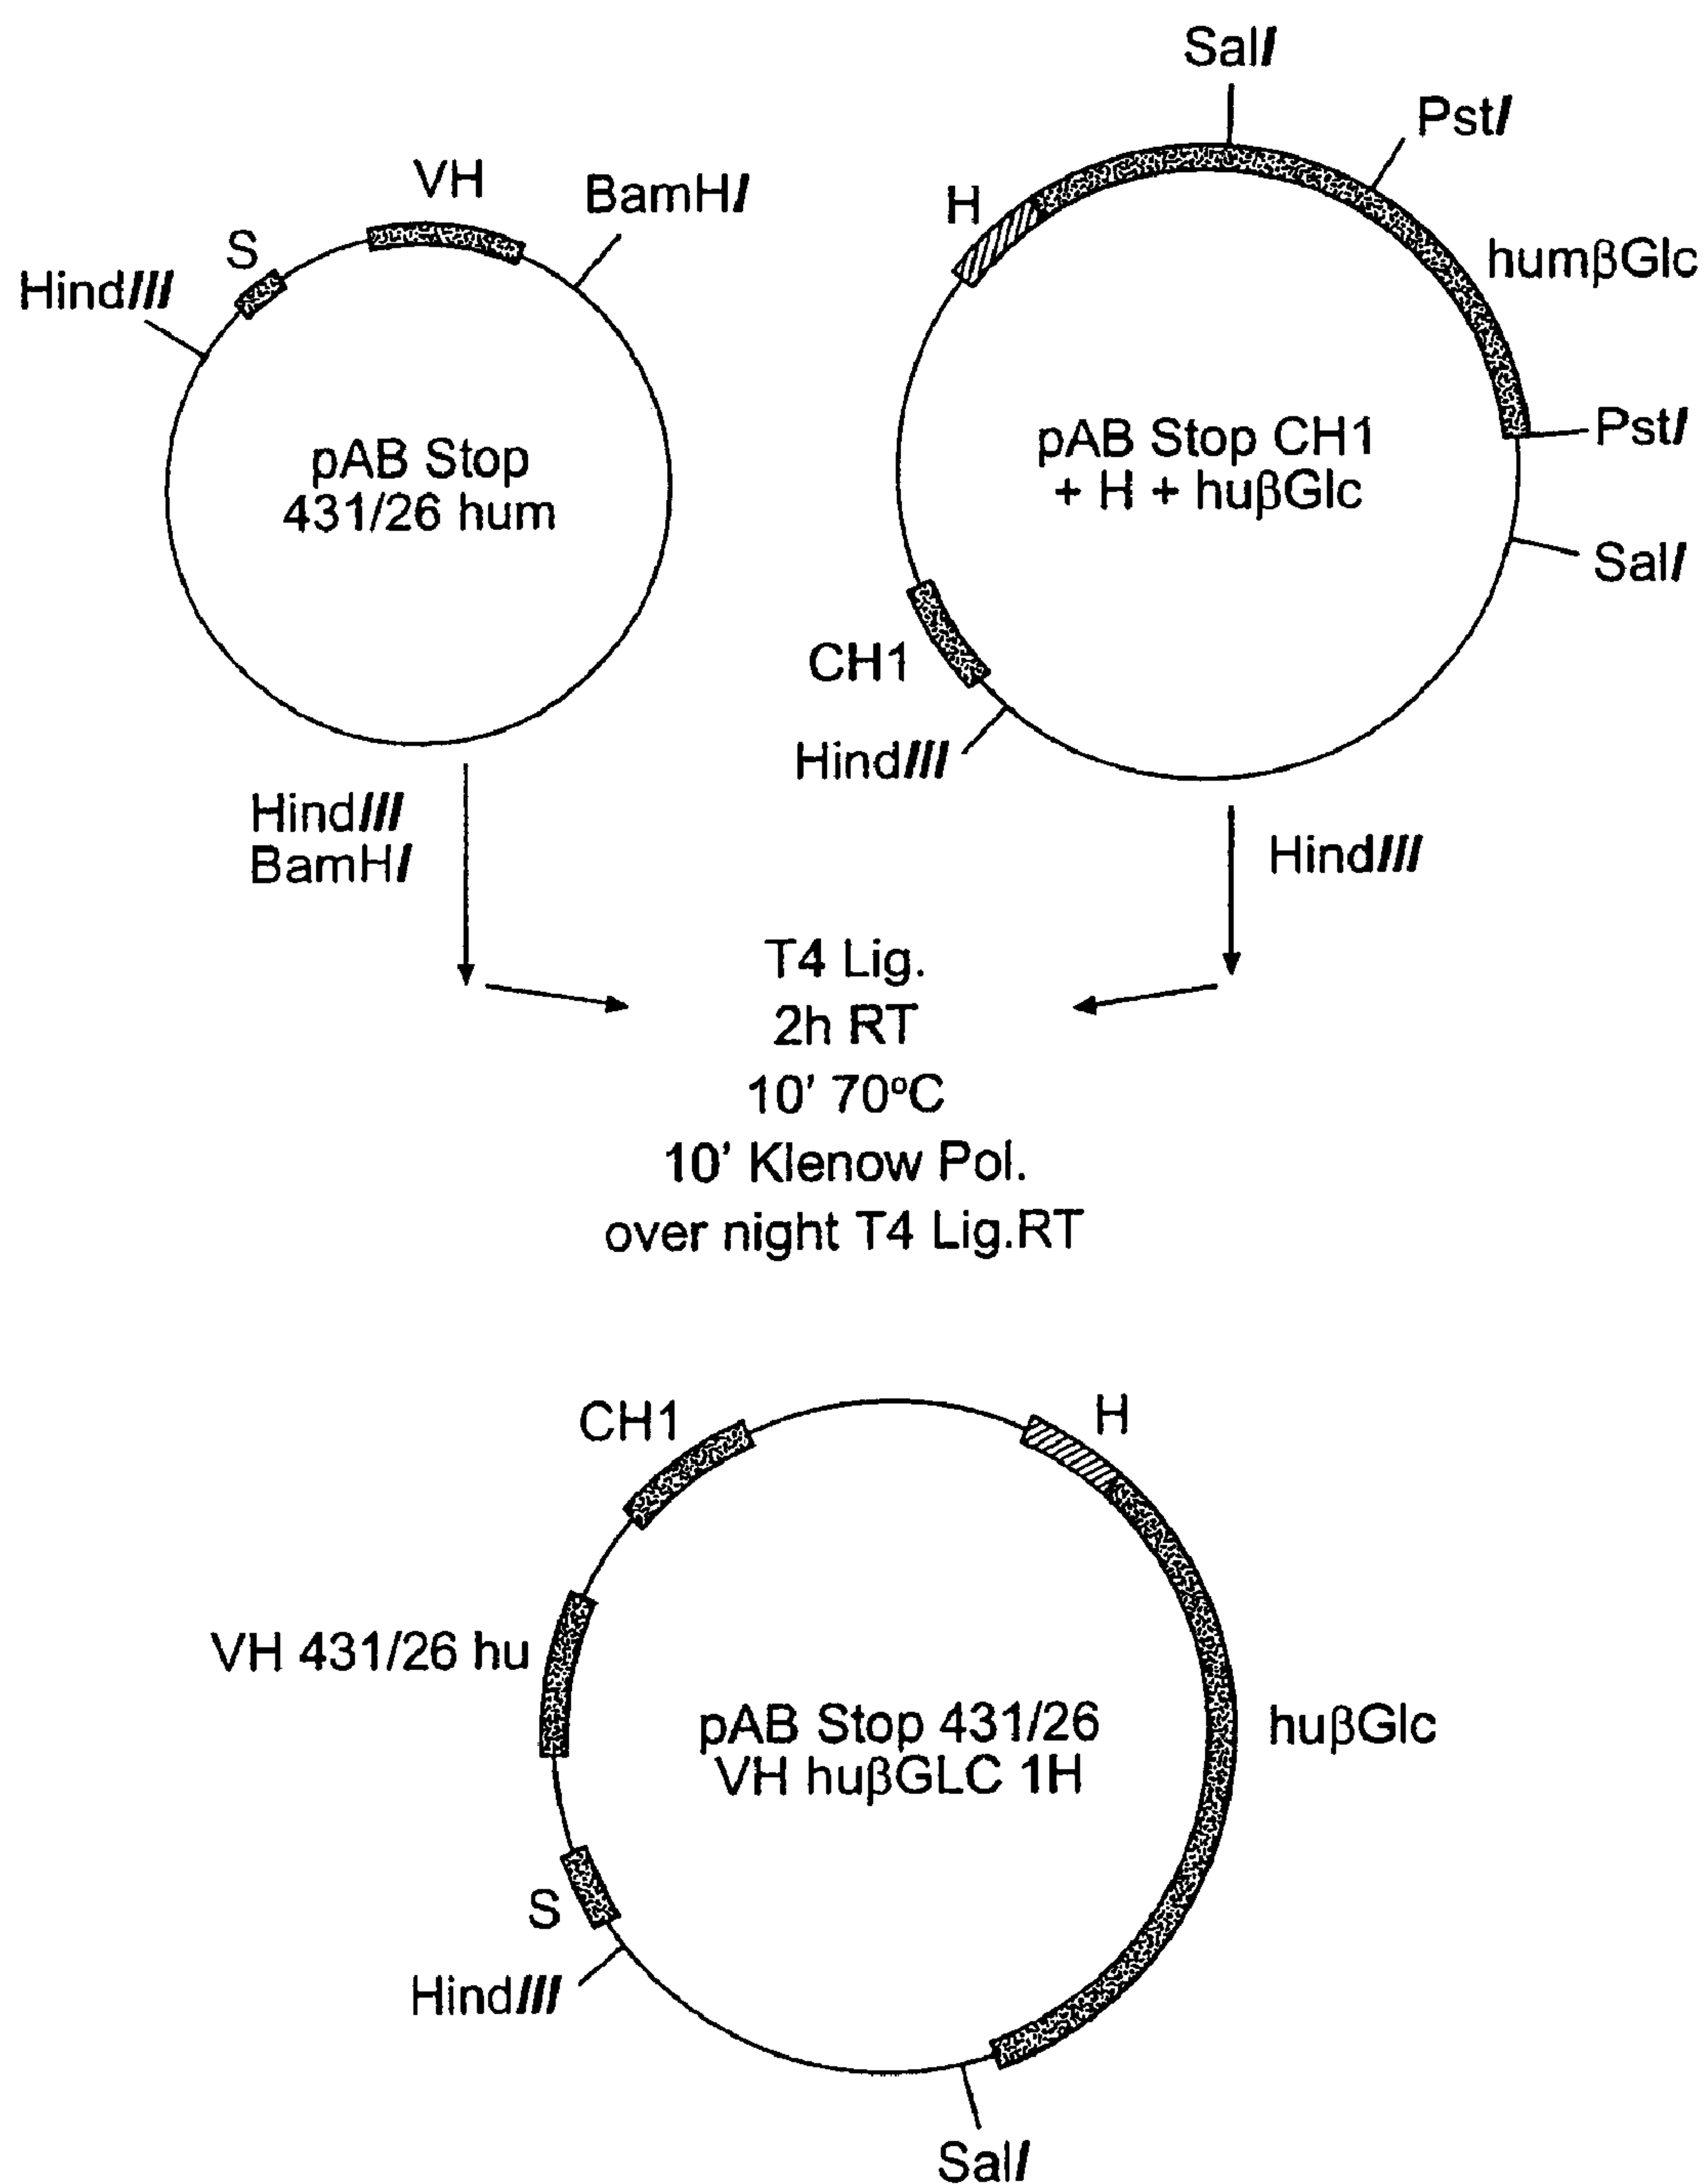 SalI
PstI
VH
BamHI
H
S
HindIII
humβGlc
pAB Stop
431/26 hum
pAB Stop CH1
+ H + huβGlc
PstI
SalI
CH1
HindIII
HindIII
BamHI
HindIII
T4 Lig.
2h RT
10' 70°C
10' Klenow Pol.
over night T4 Lig.RT
CH1
H
VH 431/26 hu
pAB Stop 431/26
VH huβGLC 1H
huβGlc
S
HindIII
SalI